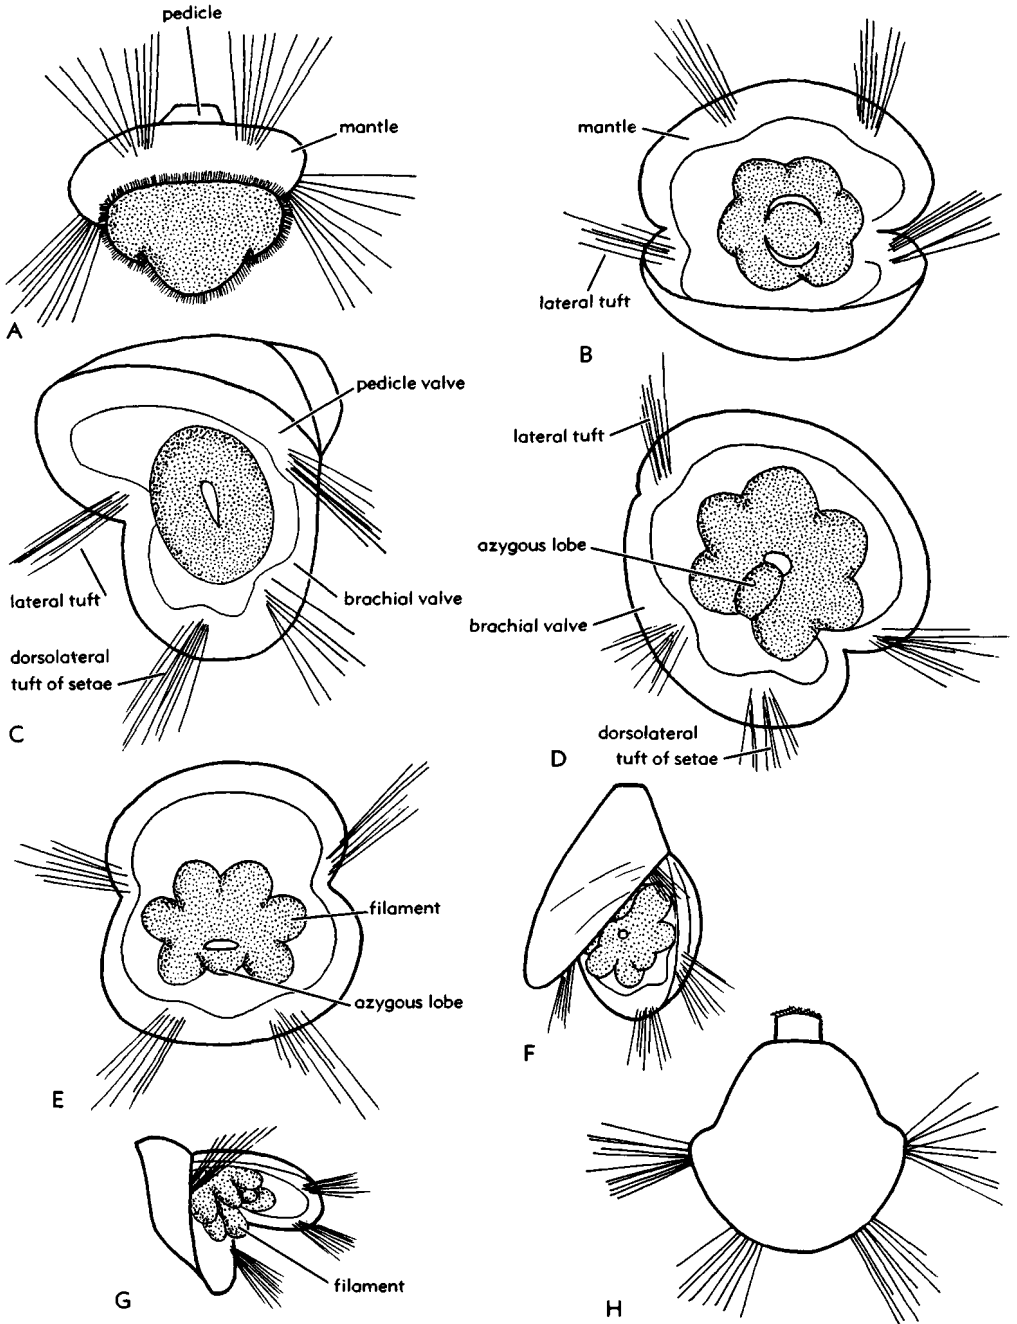 pedicle
mantle
A
mantle
lateral tuft
B
pedicle valve
lateral tuft
brachial valve
dorsolateral
tuft of setae
C
lateral tuft
azygous lobe
brachial valve
dorsolateral
tuft of setae
D
filament
azygous lobe
E
F
filament
G
H